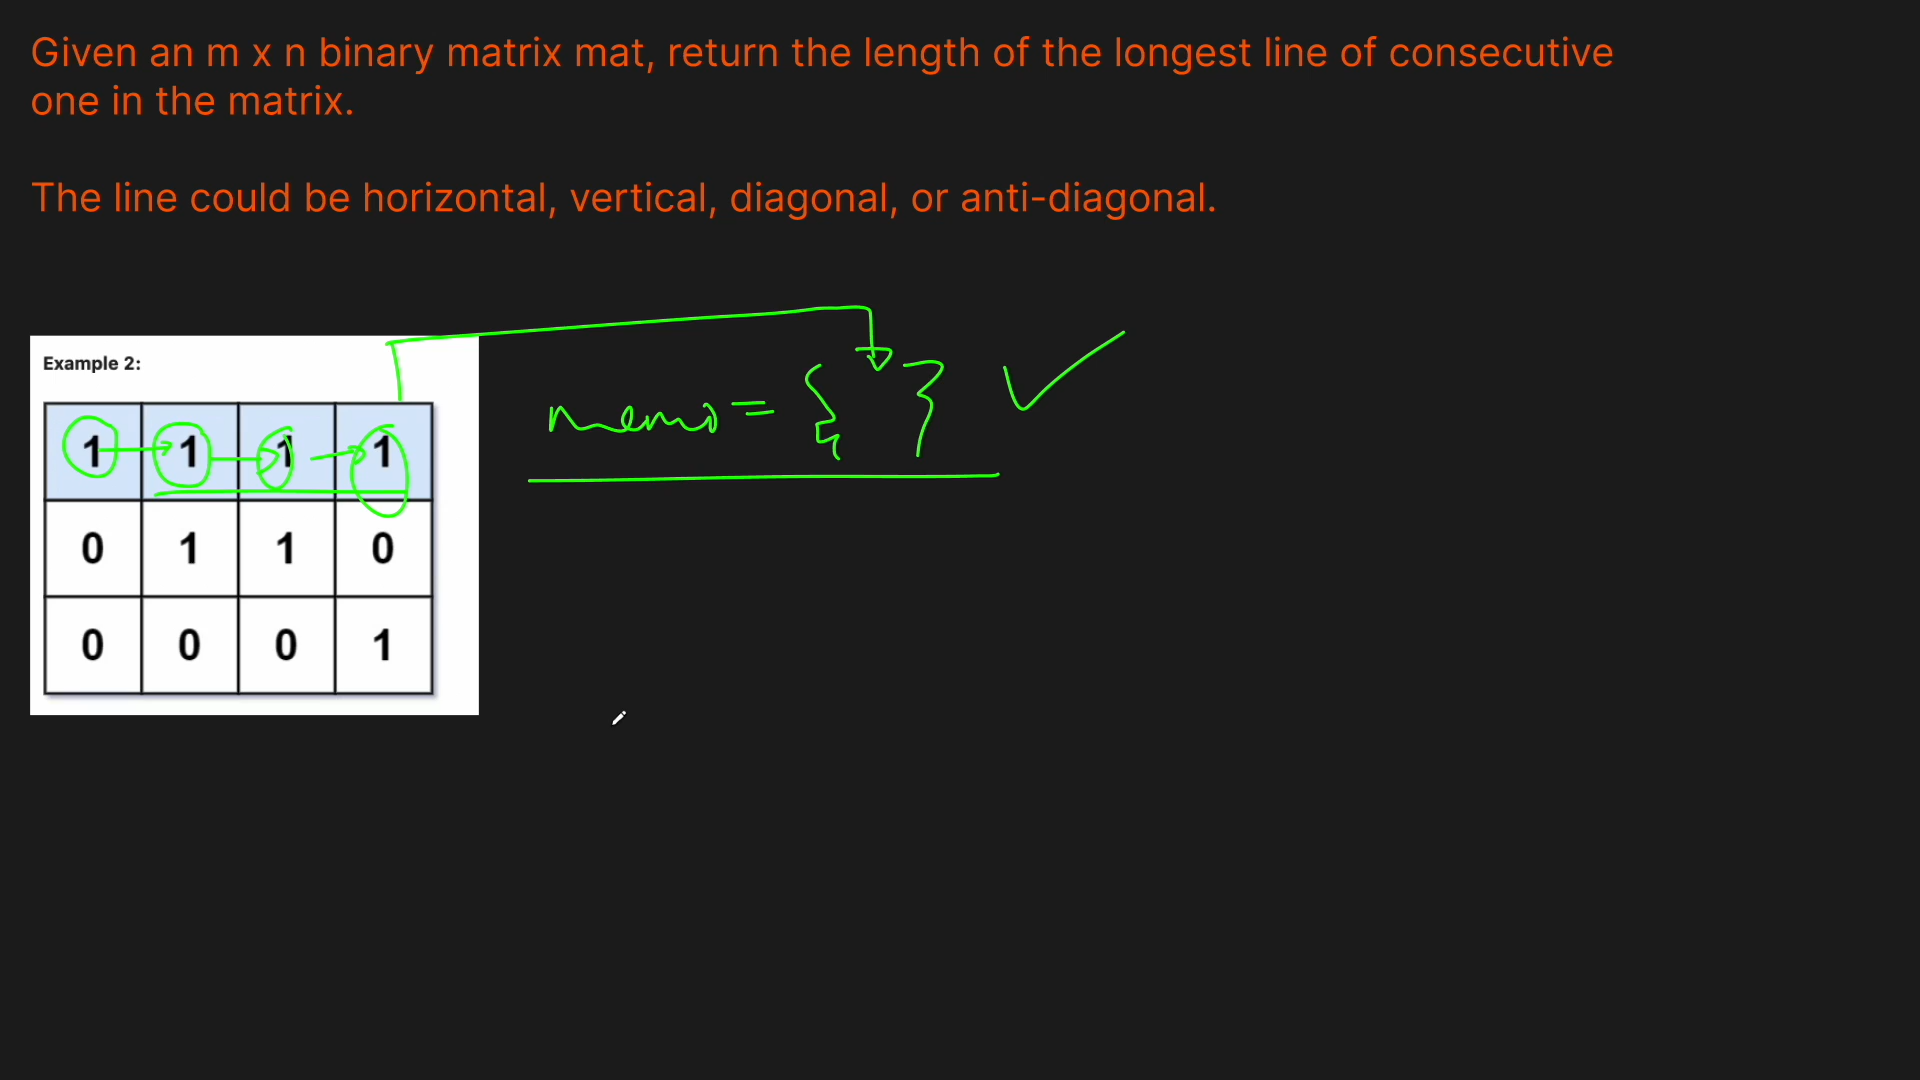 Given an m x n binary matrix mat, return the length of the longest line of consecutive
one in the matrix.
The line could be horizontal, vertical, diagonal, or anti-diagonal.
Example 2:
1 1 1 1
0 1 1 0
0 0 0 1
memo = { }